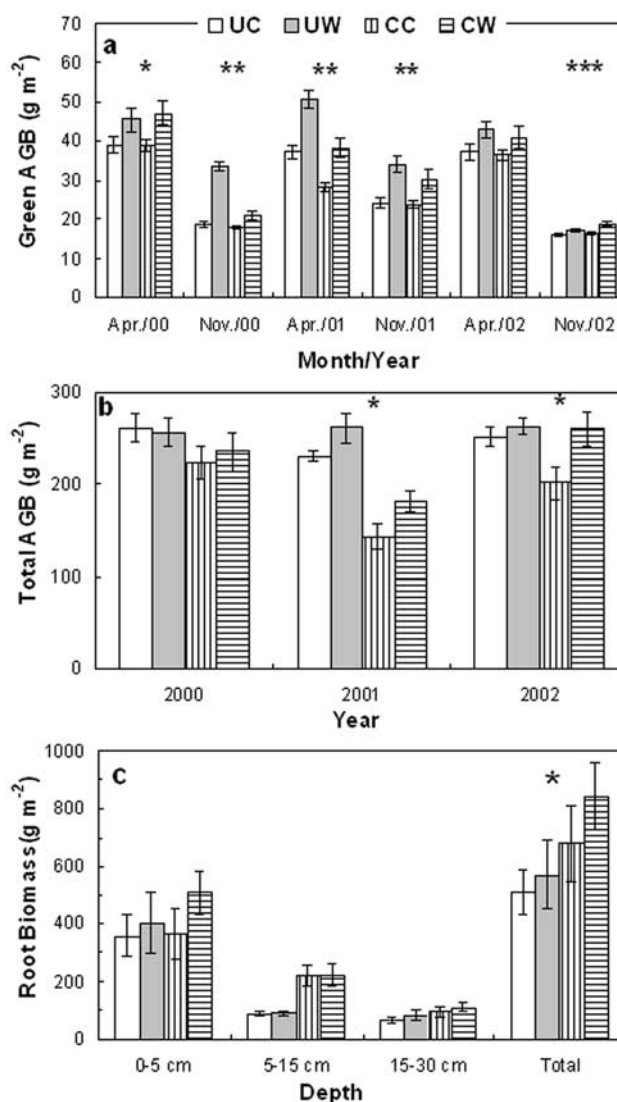 UC UW CC CW
a
Green AGB (g m-2)
70
60
50
40
30
20
10
0
* ** ** ** ***
Apr./00 Nov./00 Apr./01 Nov./01 Apr./02 Nov./02
Month/Year
b
Total AGB (g m-2)
300
200
100
0
* *
2000 2001 2002
Year
c
Root Biomass(g m-2)
1000
800
600
400
200
0
*
0-5 cm 5-15 cm 15-30 cm Total
Depth